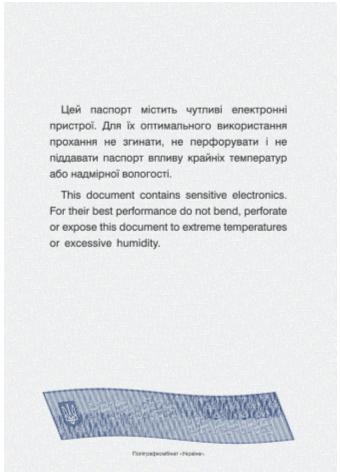 Цей паспорт містить чутливі електронні
пристрої. Для їх оптимального використання
прохання не згинати, не перфорувати і не
піддавати паспорт впливу крайніх температур
або надмірної вологості.
This document contains sensitive electronics.
For their best performance do not bend, perforate
or expose this document to extreme temperatures
or excessive humidity.
Поліграфкомбінат «Україна».